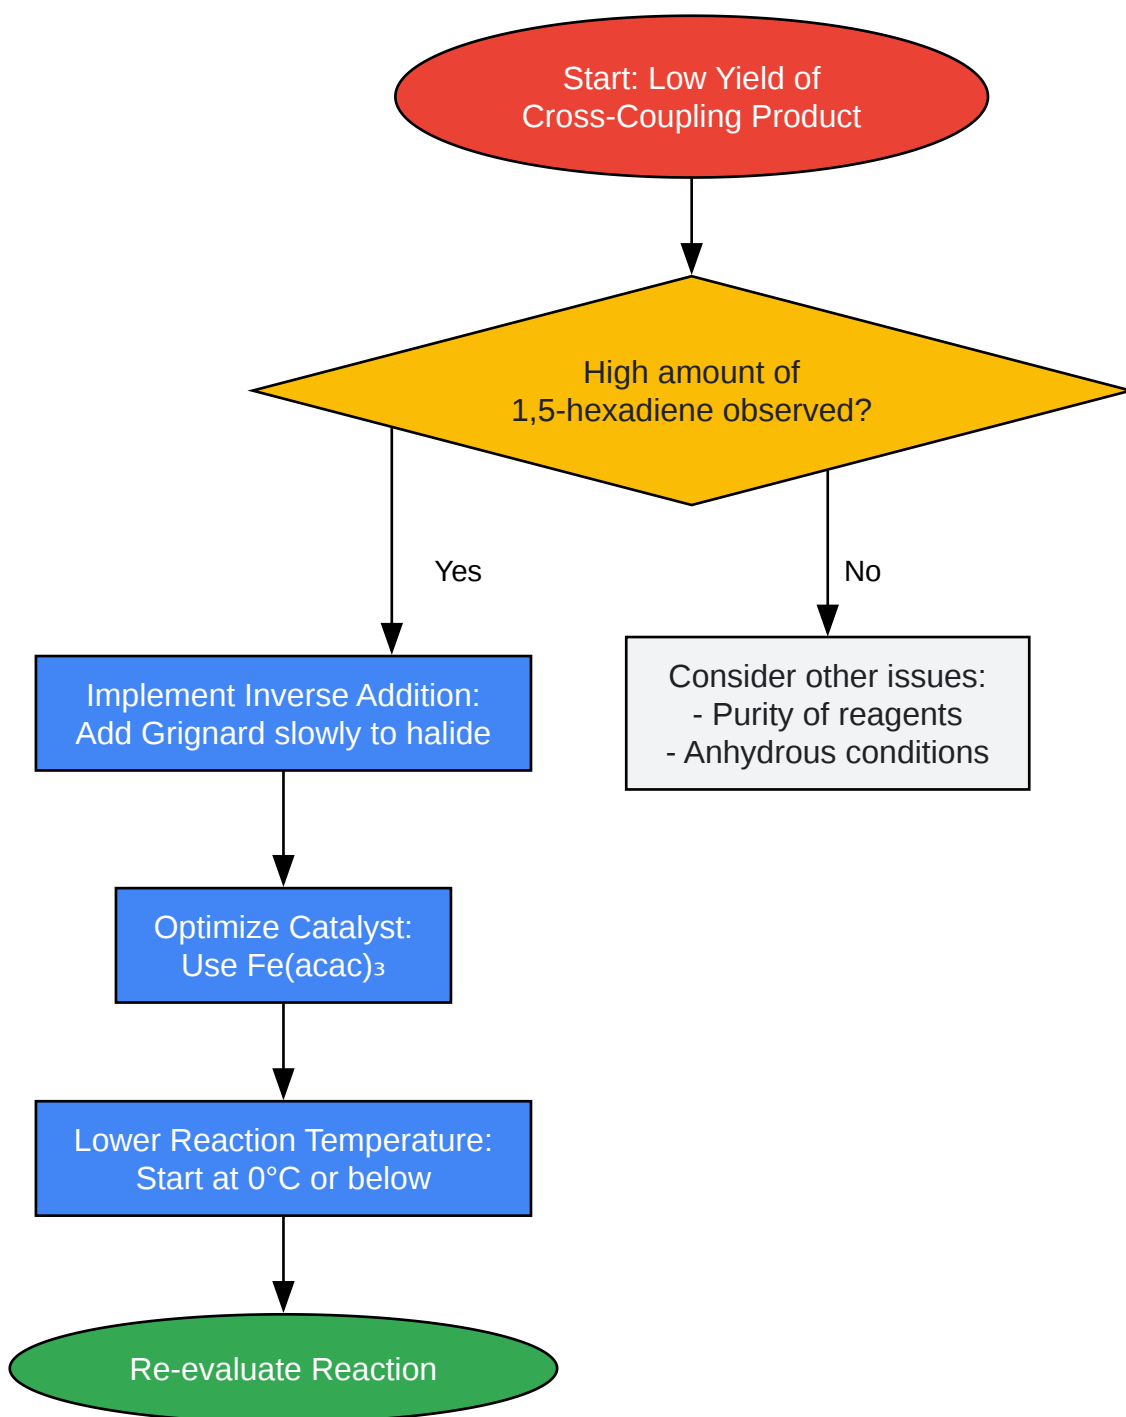 Start: Low Yield of
Cross-Coupling Product
High amount of
1,5-hexadiene observed?
Yes
No
Implement Inverse Addition:
Add Grignard slowly to halide
Consider other issues:
- Purity of reagents
- Anhydrous conditions
Optimize Catalyst:
Use Fe(acac)₃
Lower Reaction Temperature:
Start at 0°C or below
Re-evaluate Reaction